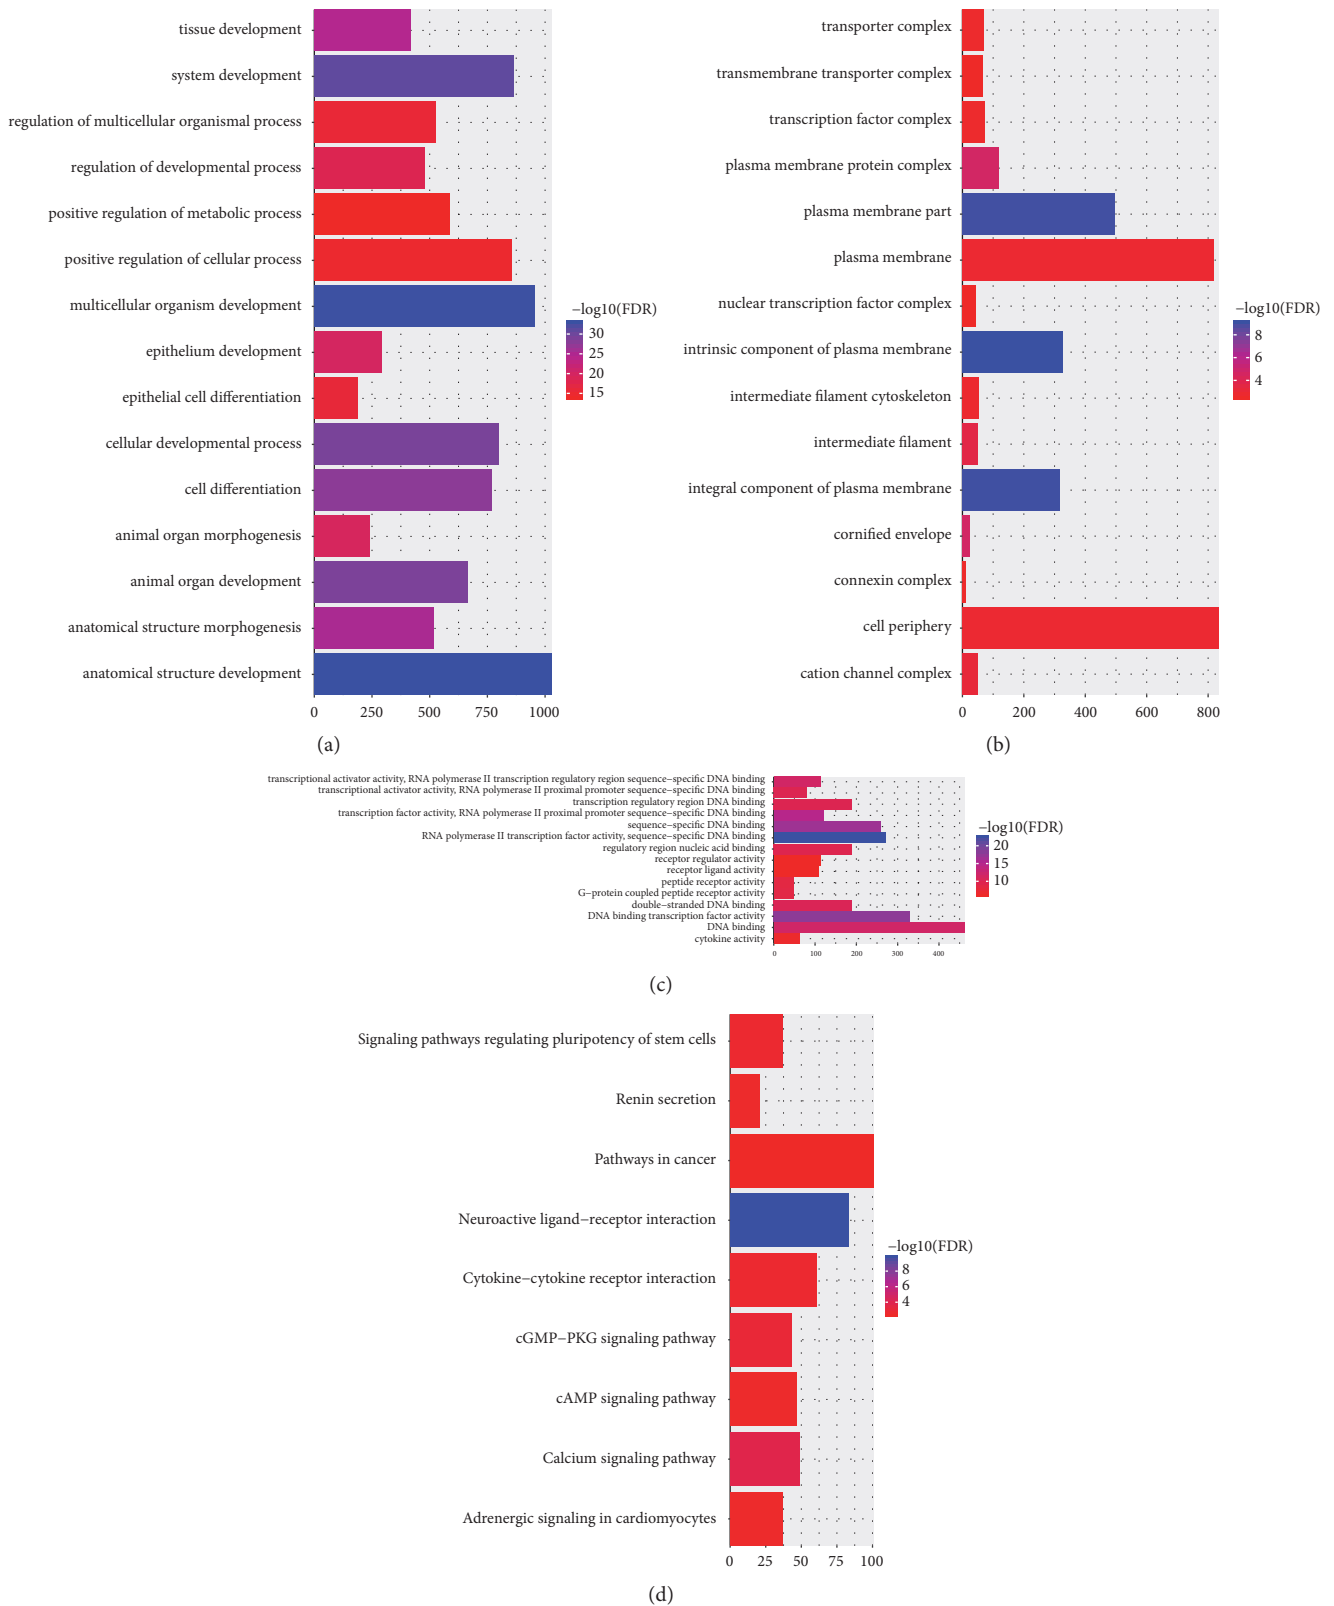 tissue development
system development
regulation of multicellular organismal process
regulation of developmental process
positive regulation of metabolic process
positive regulation of cellular process
multicellular organism development
epithelium development
epithelial cell differentiation
cellular developmental process
cell differentiation
animal organ morphogenesis
animal organ development
anatomical structure morphogenesis
anatomical structure development
0 250 500 750 1000
−log10(FDR)
30
25
20
15
(a)
transporter complex
transmembrane transporter complex
transcription factor complex
plasma membrane protein complex
plasma membrane part
plasma membrane
nuclear transcription factor complex
intrinsic component of plasma membrane
intermediate filament cytoskeleton
intermediate filament
integral component of plasma membrane
cornified envelope
connexin complex
cell periphery
cation channel complex
0 200 400 600 800
−log10(FDR)
8
6
4
(b)
transcriptional activator activity, RNA polymerase II transcription regulatory region sequence−specific DNA binding
transcriptional activator activity, RNA polymerase II proximal promoter sequence−specific DNA binding
transcription regulatory region DNA binding
transcription factor activity, RNA polymerase II proximal promoter sequence−specific DNA binding
sequence−specific DNA binding
RNA polymerase II transcription factor activity, sequence−specific DNA binding
regulatory region nucleic acid binding
receptor regulator activity
receptor ligand activity
peptide receptor activity
G−protein coupled peptide receptor activity
double−stranded DNA binding
DNA binding transcription factor activity
DNA binding
cytokine activity
0 100 200 300 400
−log10(FDR)
20
15
10
(c)
Signaling pathways regulating pluripotency of stem cells
Renin secretion
Pathways in cancer
Neuroactive ligand−receptor interaction
Cytokine−cytokine receptor interaction
cGMP−PKG signaling pathway
cAMP signaling pathway
Calcium signaling pathway
Adrenergic signaling in cardiomyocytes
0 25 50 75 100
−log10(FDR)
8
6
4
(d)